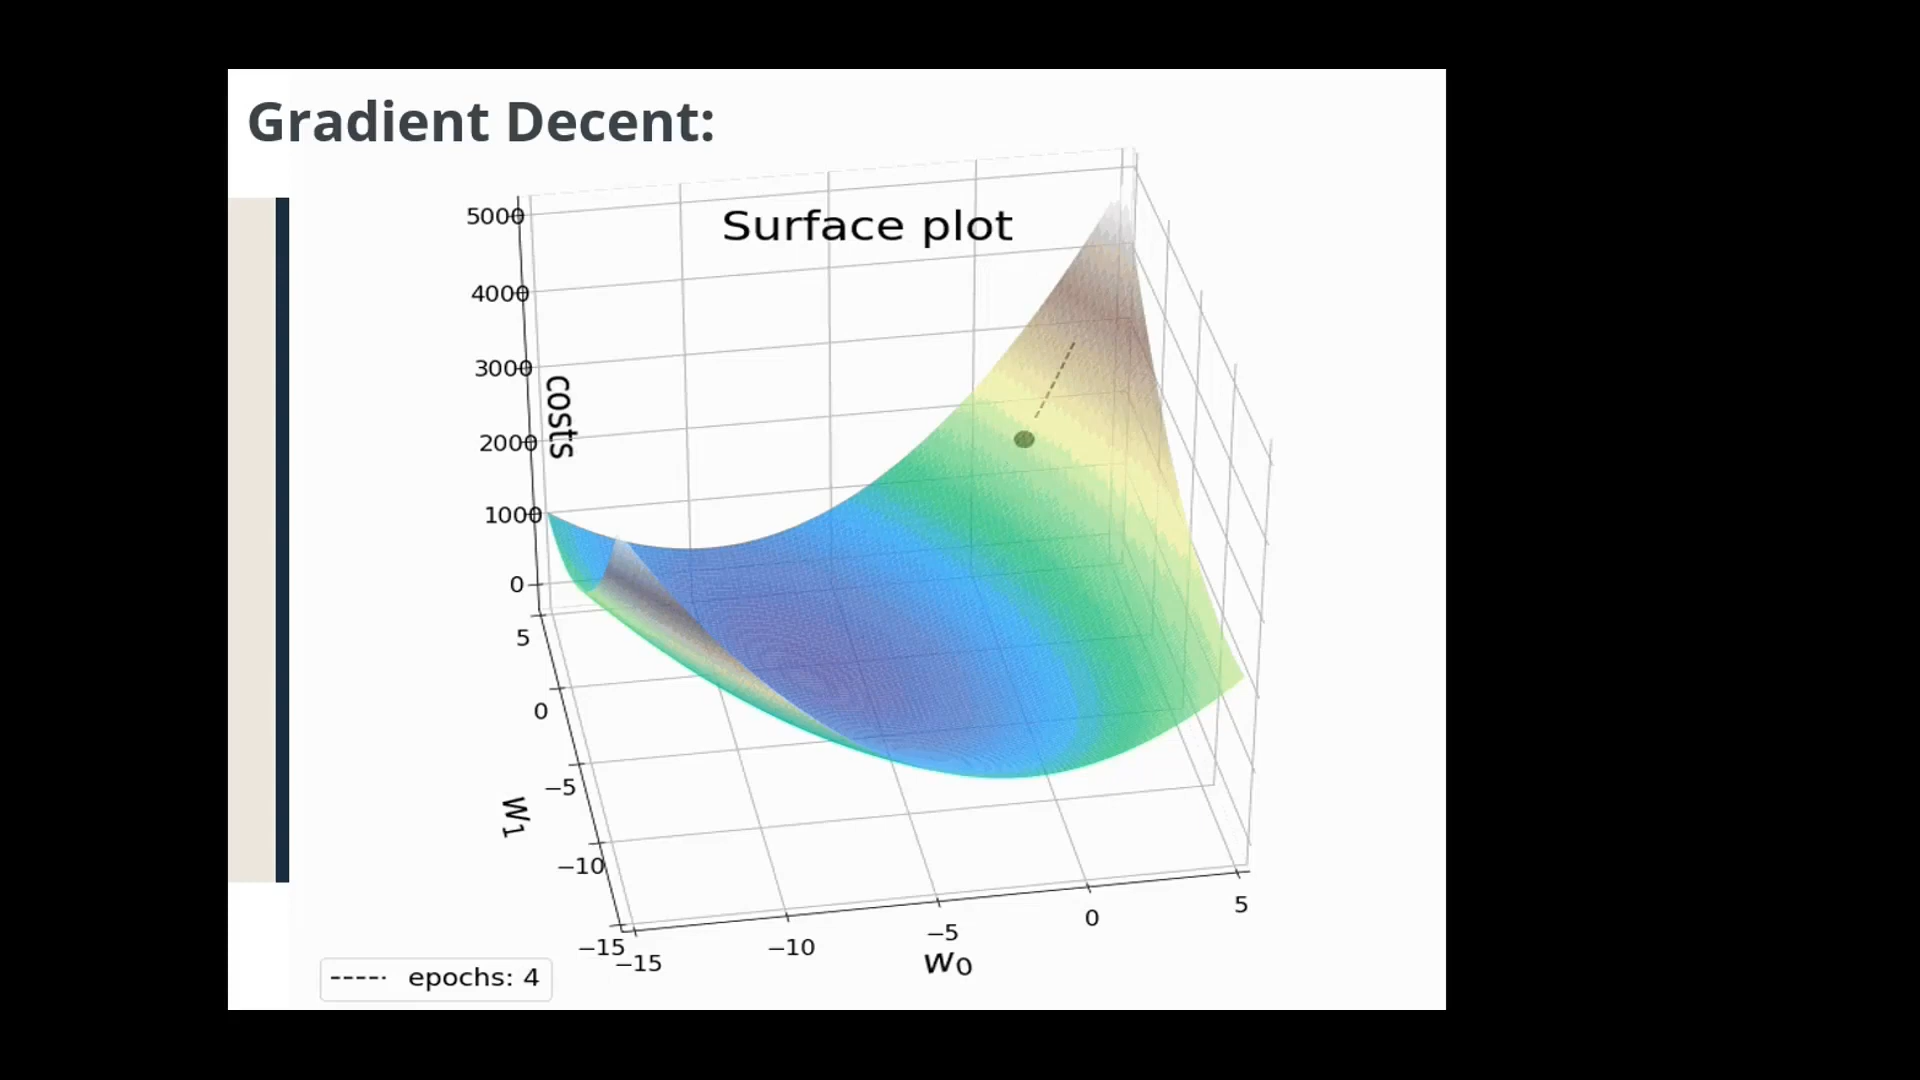 Gradient Decent:
Surface plot
5000
4000
3000
2000
1000
0
costs
5
0
−5
−10
−15
w1
−15
−10
−5
0
5
w0
epochs: 4